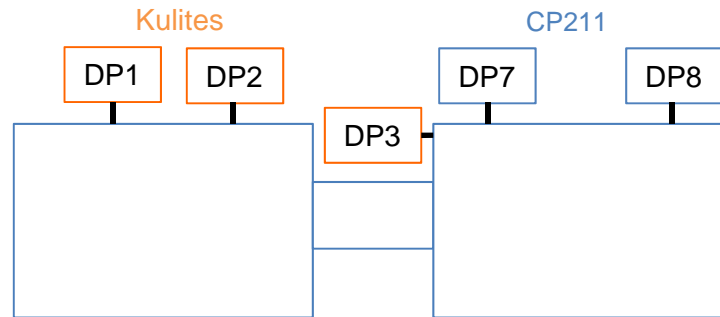 Kulites
CP211
DP1
DP2
DP7
DP8
DP3